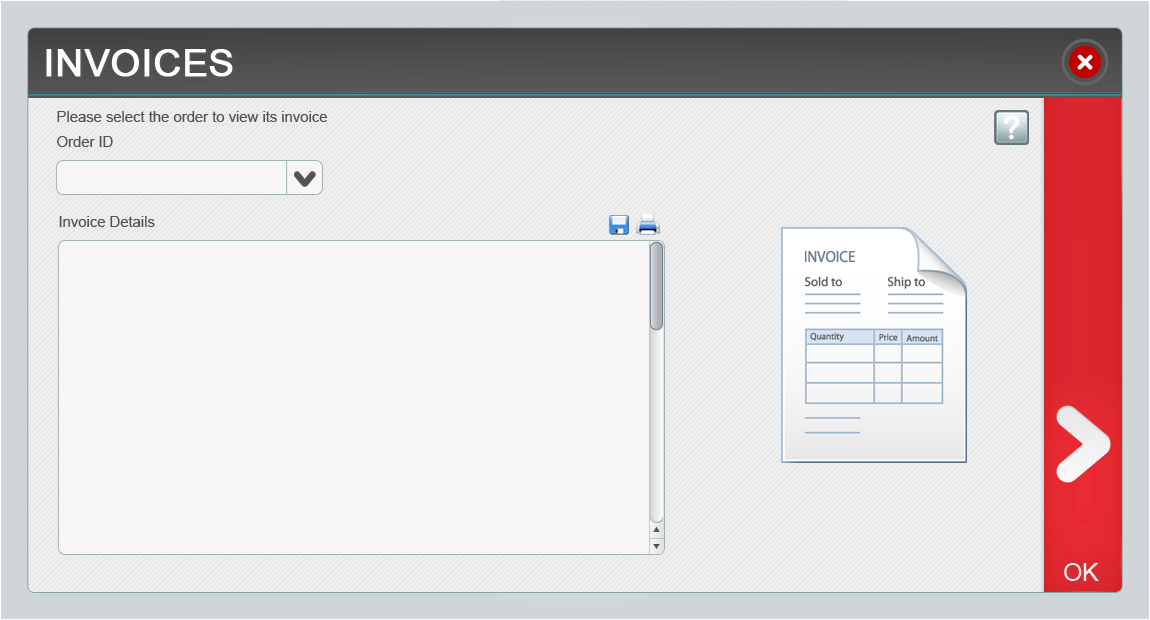 INVOICES
Please select the order to view its invoice
Order ID
Invoice Details
INVOICE
Sold to Ship to
Quantity Price Amount
OK